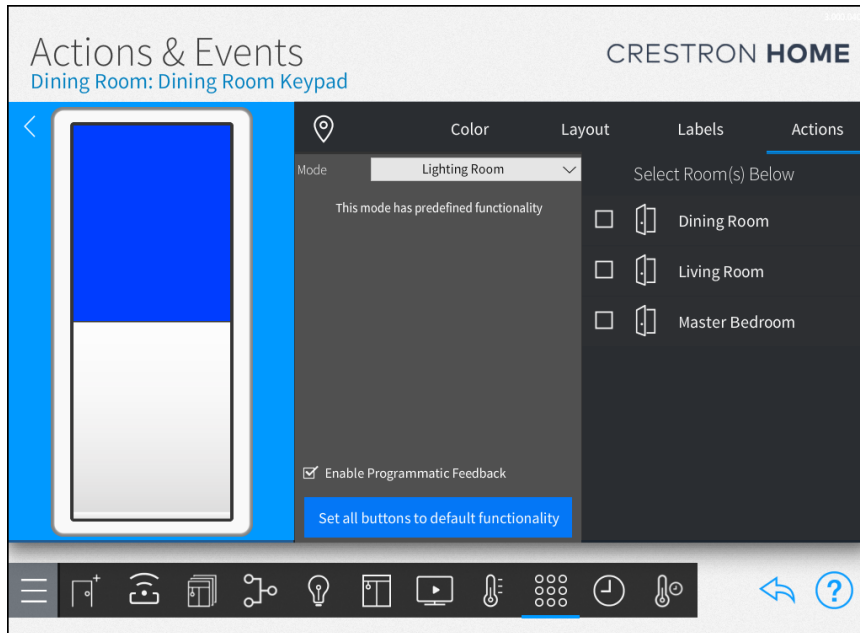 Actions & Events
CRESTRON HOME
Dining Room: Dining Room Keypad
Color
Layout
Labels
Actions
Mode
Lighting Room
This mode has predefined functionality
Select Room(s) Below
Dining Room
Living Room
Master Bedroom
Enable Programmatic Feedback
Set all buttons to default functionality
?